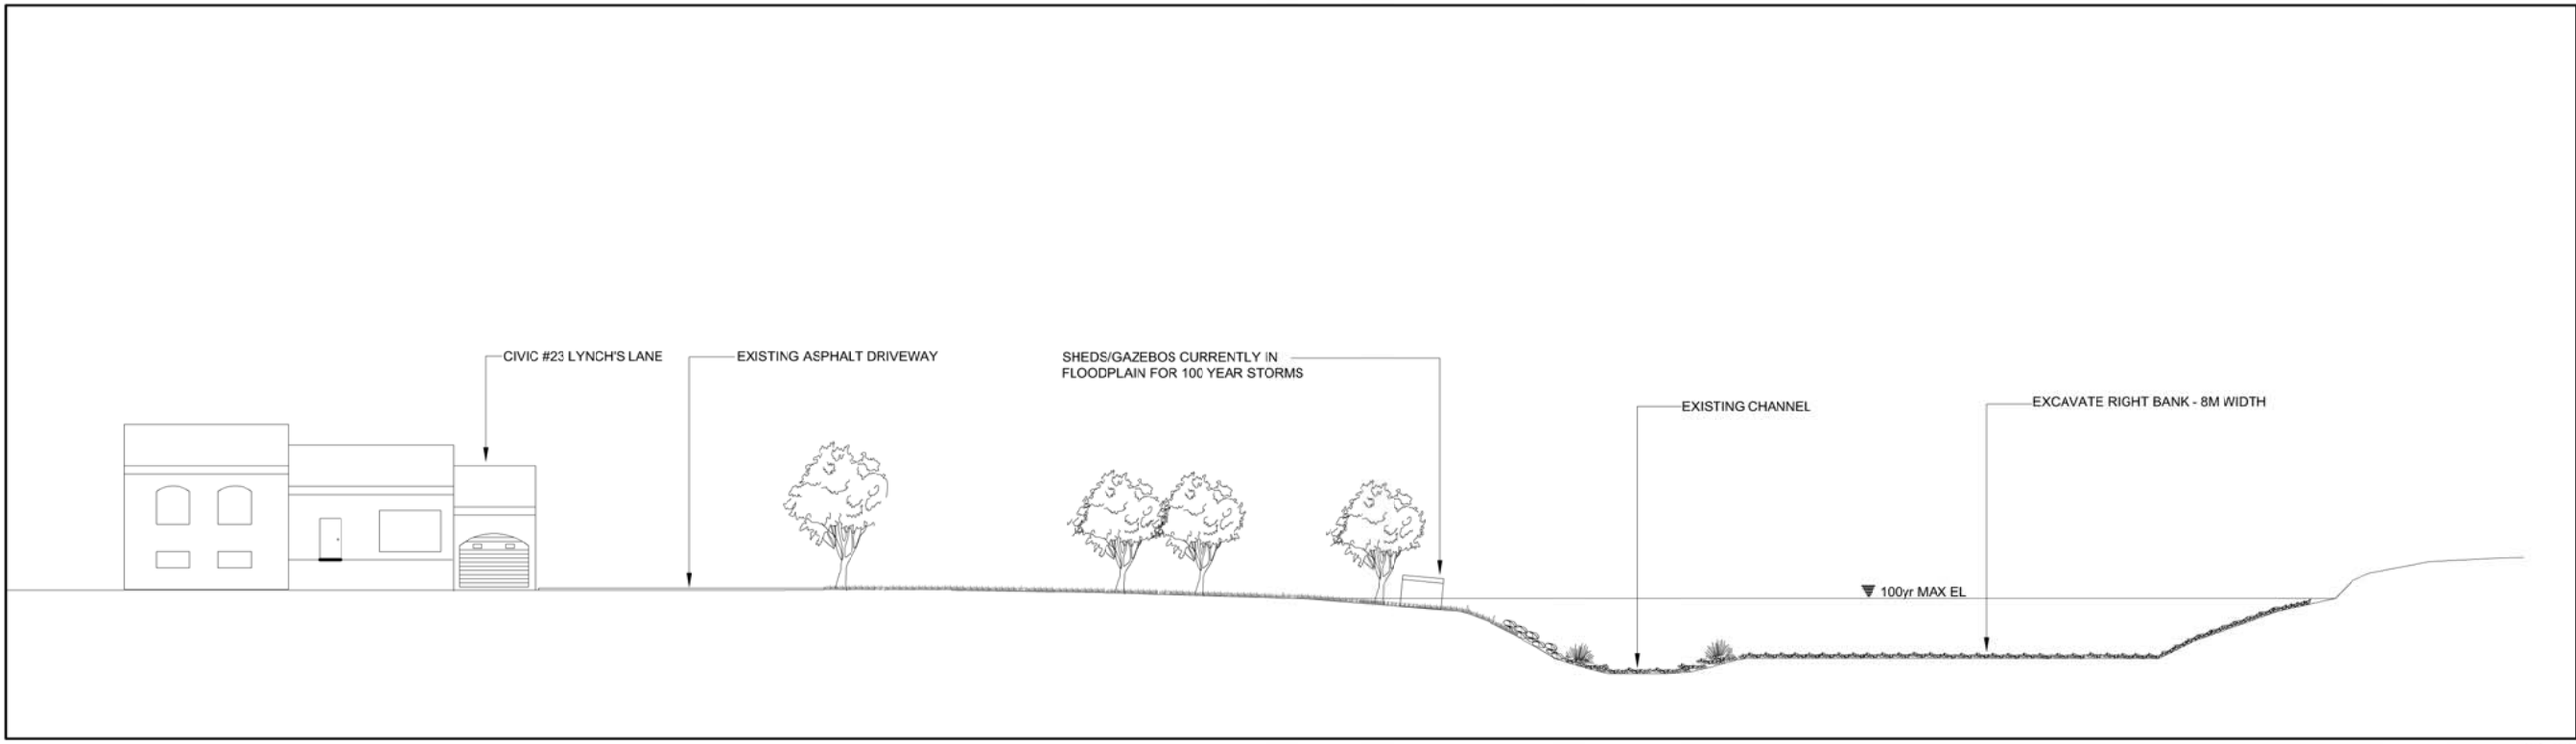 CIVIC #23 LYNCH'S LANE
EXISTING ASPHALT DRIVEWAY
SHEDS/GAZEBOS CURRENTLY IN
FLOODPLAIN FOR 100 YEAR STORMS
EXISTING CHANNEL
EXCAVATE RIGHT BANK - 8M WIDTH
100yr MAX EL